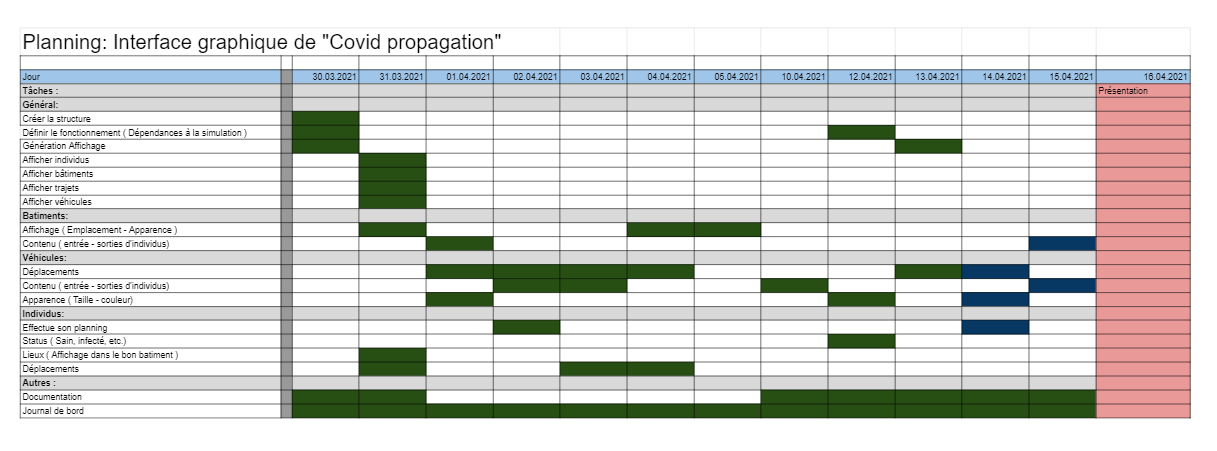 Planning: Interface graphique de "Covid propagation"
Jour 30.03.2021 31.03.2021 01.04.2021 02.04.2021 03.04.2021 04.04.2021 05.04.2021 10.04.2021 12.04.2021 13.04.2021 14.04.2021 15.04.2021 16.04.2021
Tâches : Présentation
Général:
Créer la structure
Définir le fonctionnement ( Dépendances à la simulation )
Génération Affichage
Afficher individus
Afficher bâtiments
Afficher trajets
Afficher véhicules
Batiments:
Affichage ( Emplacement - Apparence )
Contenu ( entrée - sorties d'individus)
Véhicules:
Déplacements
Contenu ( entrée - sorties d'individus)
Apparence ( Taille - couleur)
Individus:
Effectue son planning
Status ( Sain, infecté, etc.)
Lieux ( Affichage dans le bon batiment )
Déplacements
Autres :
Documentation
Journal de bord